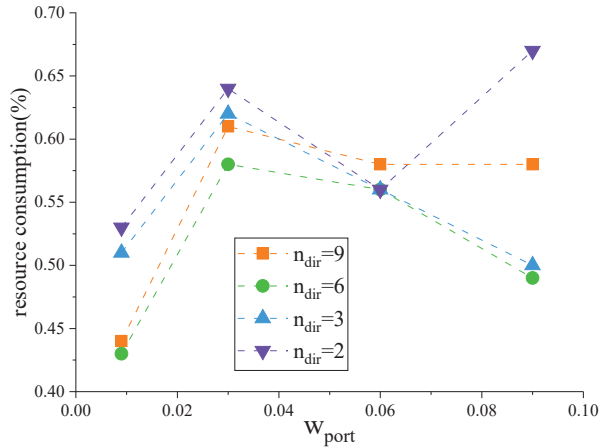 0.70
0.65
0.60
0.55
0.50
0.45
0.40
resource consumption(%)
n_dir=9
n_dir=6
n_dir=3
n_dir=2
0.00 0.02 0.04 0.06 0.08 0.10
w_port